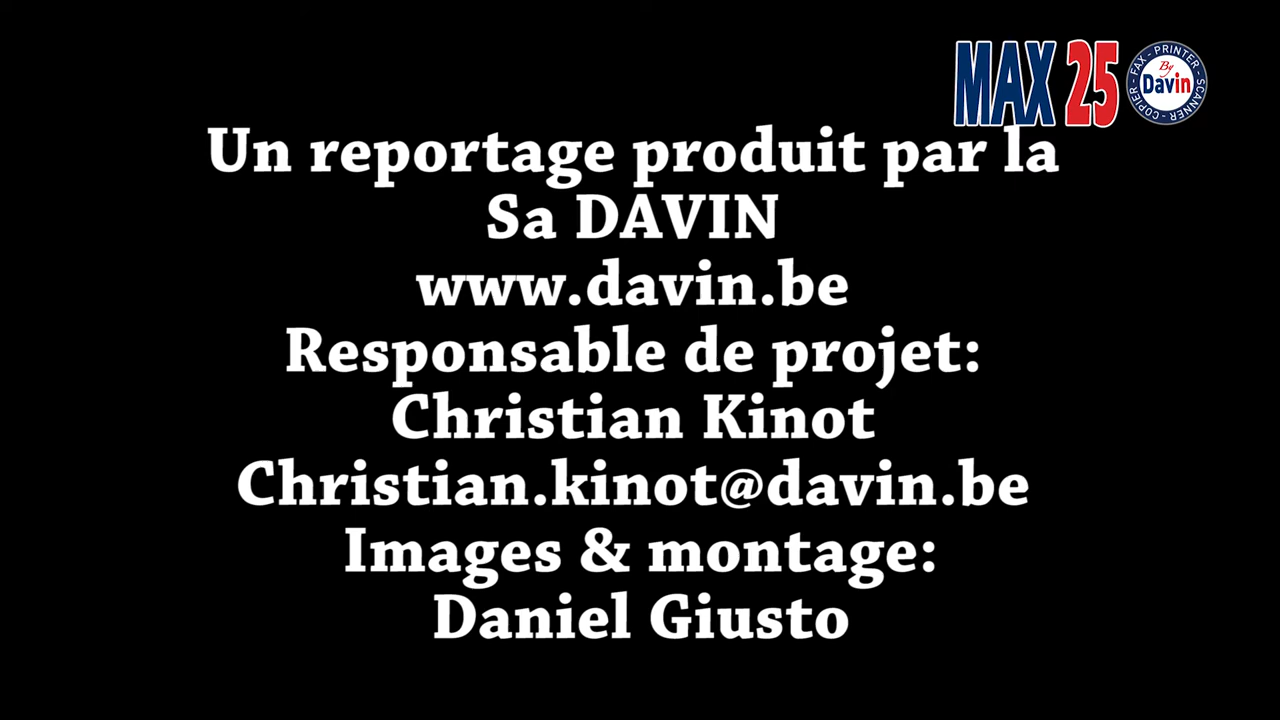 MAX 25
FAX - PRINTER - SCANNER - COPIER -
By
Davin
Un reportage produit par la
Sa DAVIN
www.davin.be
Responsable de projet:
Christian Kinot
Christian.kinot@davin.be
Images & montage:
Daniel Giusto